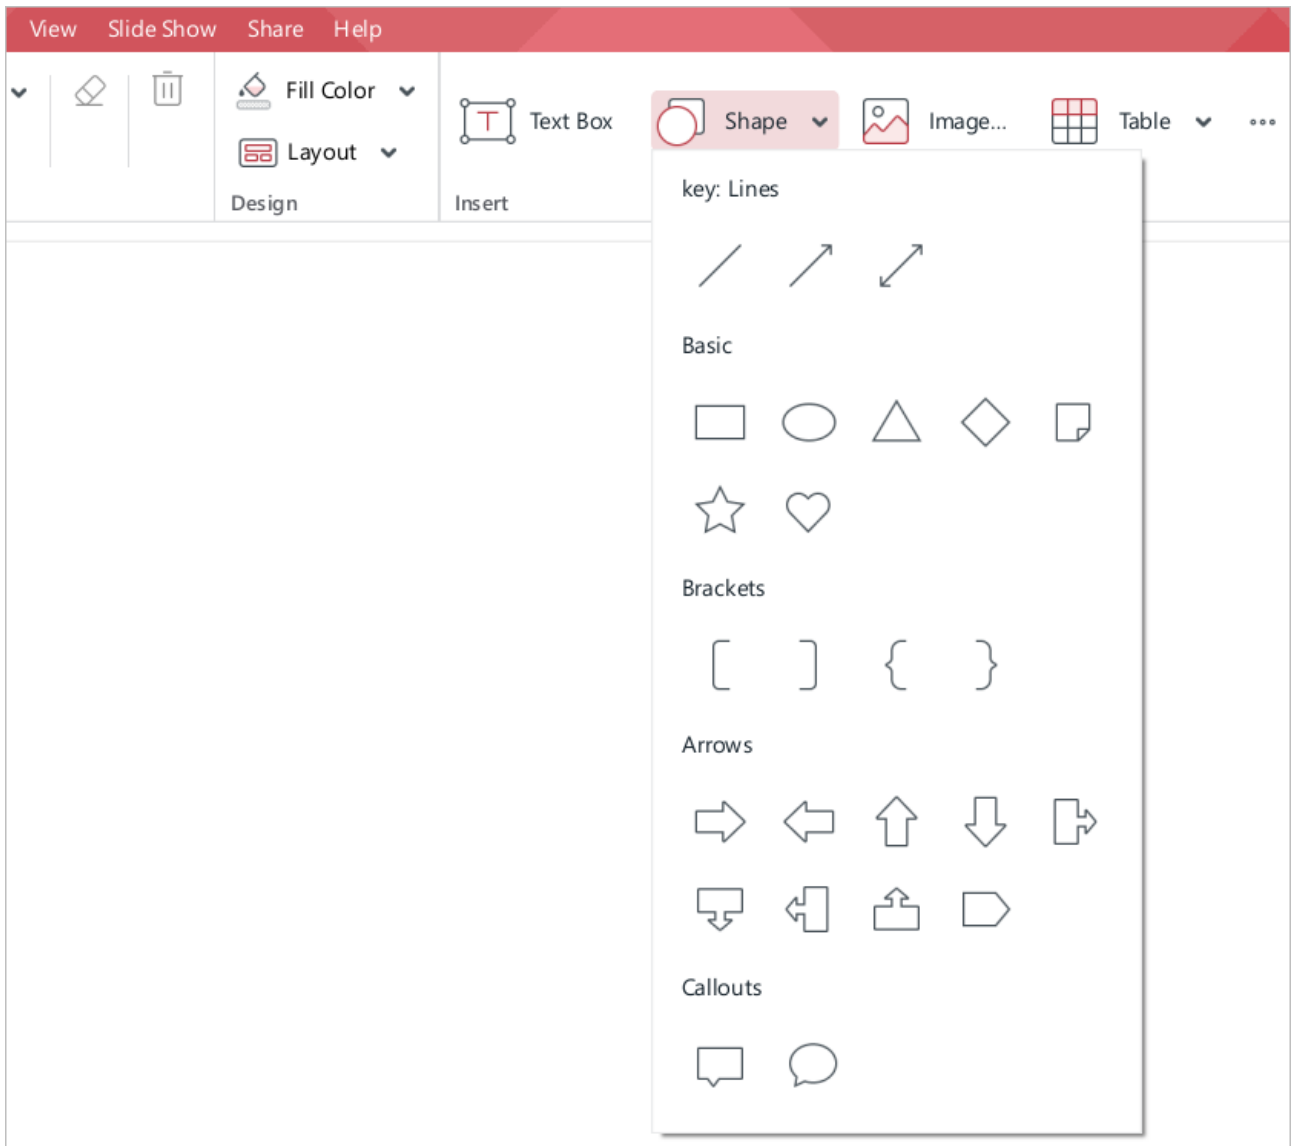 View Slide Show Share Help
Fill Color
Layout
Design
Text Box Shape Image... Table
Insert
key: Lines
Basic
Brackets
Arrows
Callouts